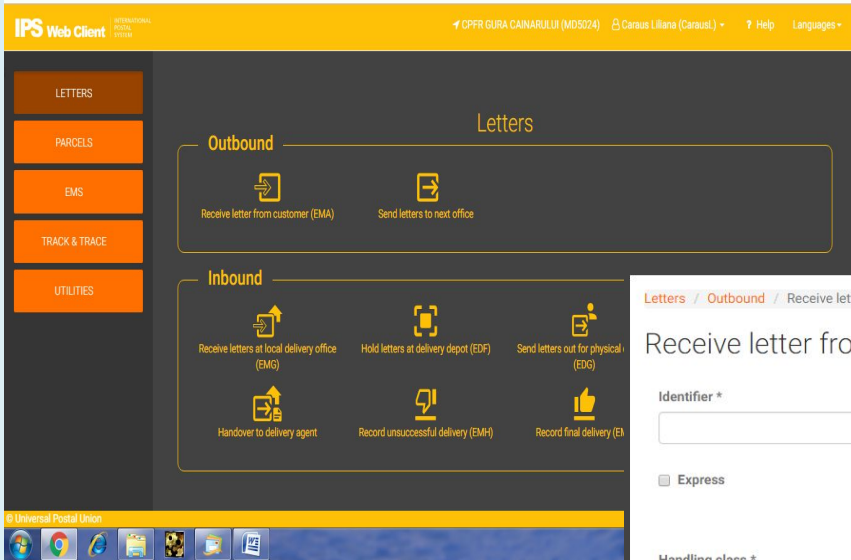 IPS Web Client INTERNATIONAL POSTAL SYSTEM
CPFR GURA CAINARULUI (MD5024) Caraus Liliana (CarausL) ? Help Languages
LETTERS
PARCELS
EMS
TRACK & TRACE
UTILITIES
Letters
Outbound
Receive letter from customer (EMA)
Send letters to next office
Inbound
Receive letters at local delivery office
(EMG)
Hold letters at delivery depot (EDF)
Send letters out for physical
(EDG)
Handover to delivery agent
Record unsuccessful delivery (EMH)
Record final delivery
© Universal Postal Union
Letters / Outbound / Receive let
Receive letter fro
Identifier *
Express
Handling class *